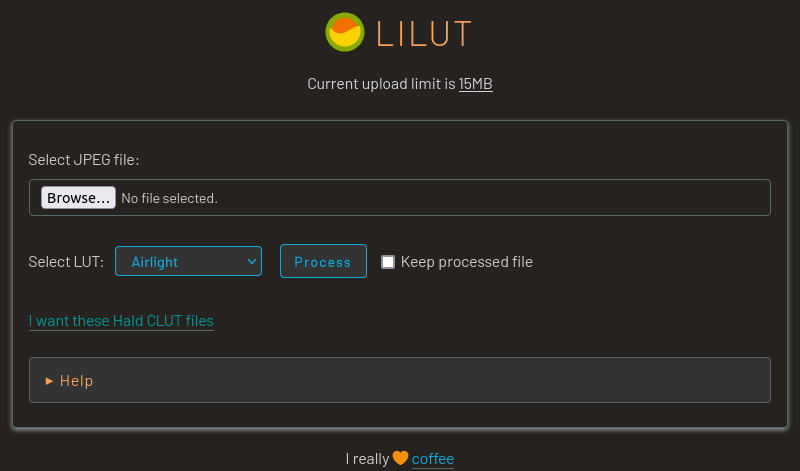 LILUT
Current upload limit is 15MB
Select JPEG file:
Browse... No file selected.
Select LUT: Airlight Process Keep processed file
I want these Hald CLUT files
▸ Help
I really 🧡 coffee